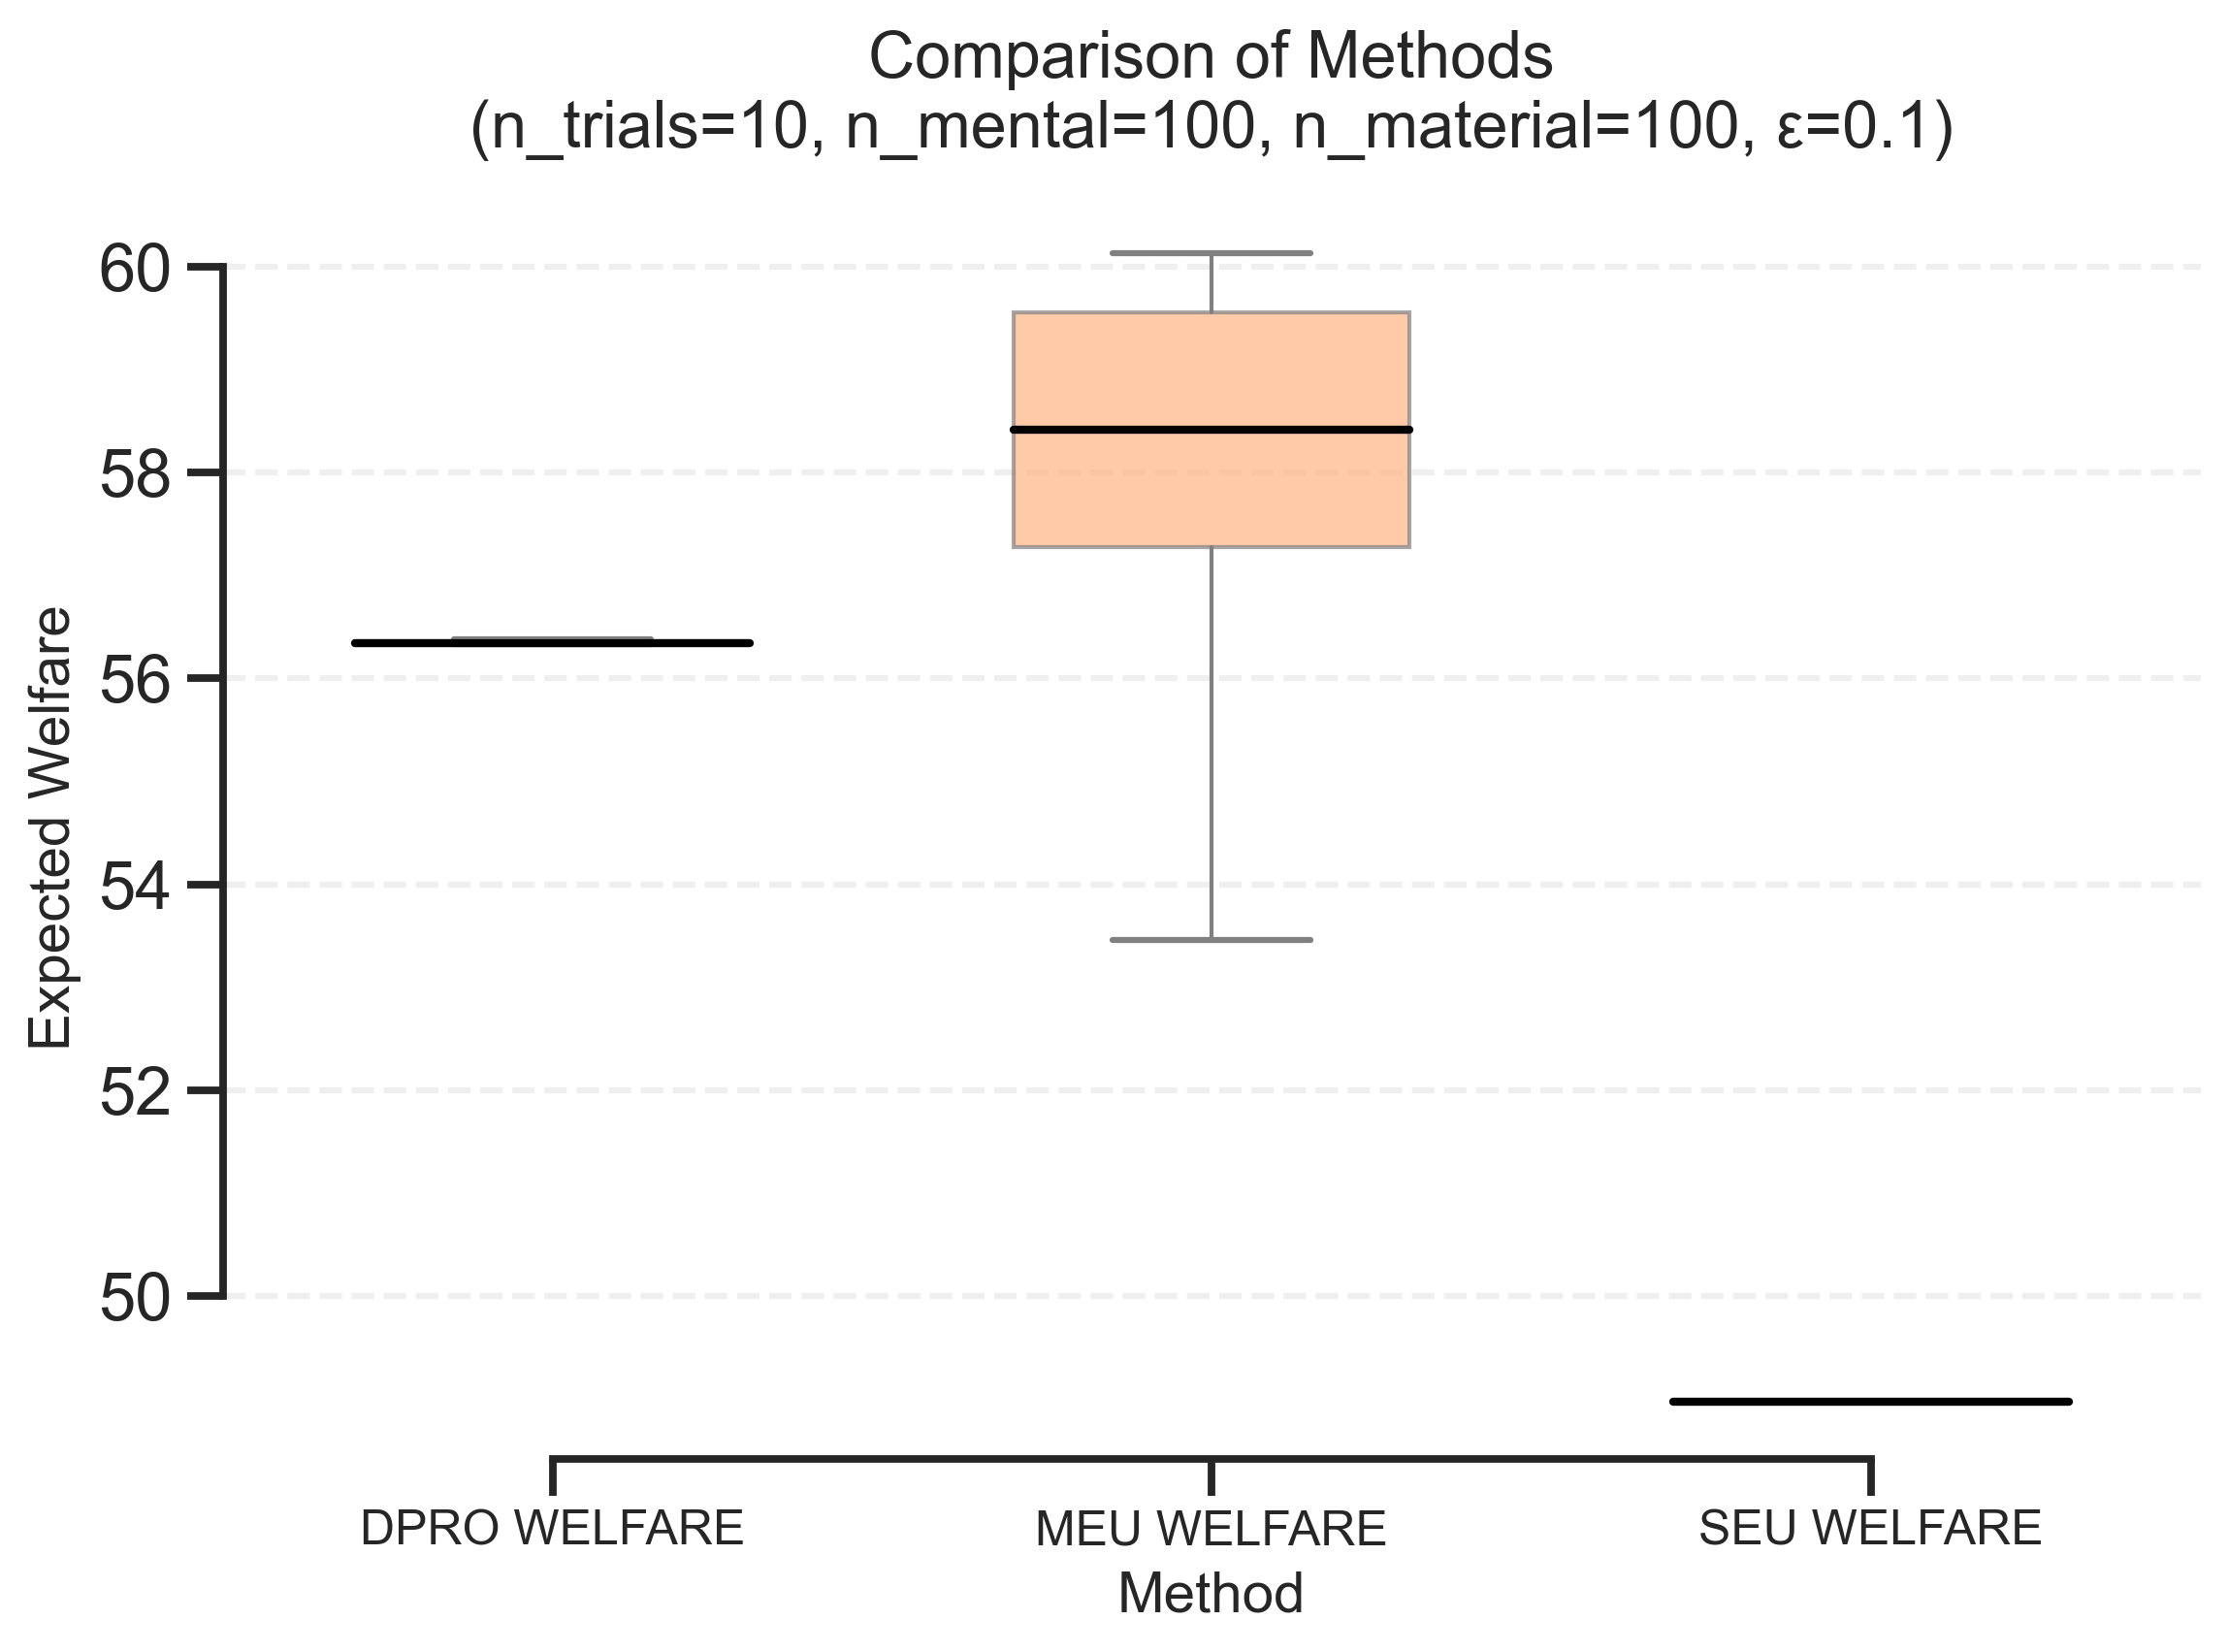 Comparison of Methods
(n_trials=10, n_mental=100, n_material=100, ε=0.1)
Expected Welfare
60
58
56
54
52
50
DPRO WELFARE
MEU WELFARE
SEU WELFARE
Method